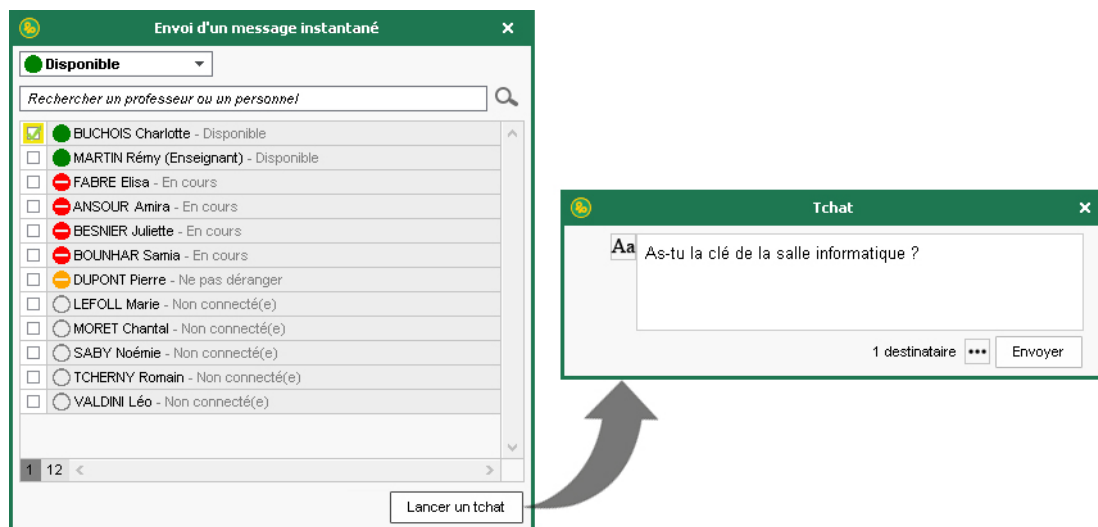 Envoi d'un message instantané
Disponible
Rechercher un professeur ou un personnel
BUCHOIS Charlotte - Disponible
MARTIN Rémy (Enseignant) - Disponible
FABRE Elisa - En cours
ANSOUR Amira - En cours
BESNIER Juliette - En cours
BOUNHAR Samia - En cours
DUPONT Pierre - Ne pas déranger
LEFOLL Marie - Non connecté(e)
MORET Chantal - Non connecté(e)
SABY Noémie - Non connecté(e)
TCHERNY Romain - Non connecté(e)
VALDINI Léo - Non connecté(e)
1 12
Lancer un tchat
Tchat
Aa
As-tu la clé de la salle informatique ?
1 destinataire ••• Envoyer